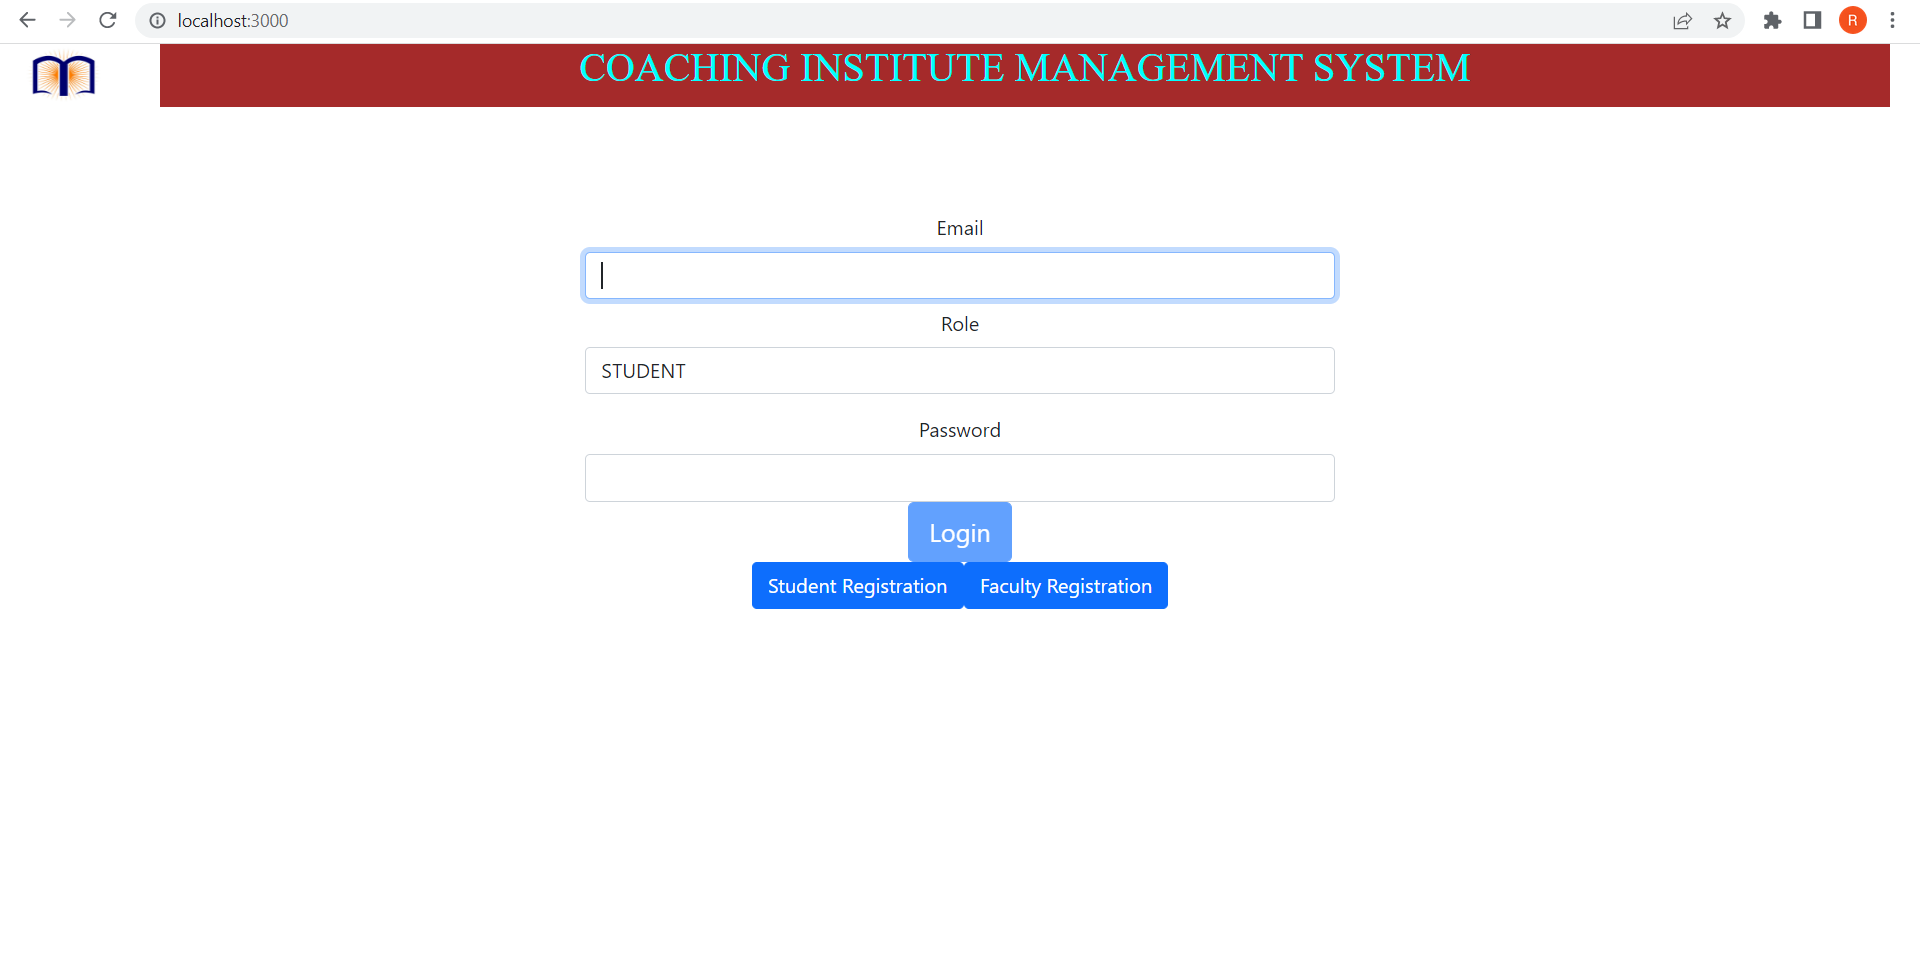 localhost:3000
R
COACHING INSTITUTE MANAGEMENT SYSTEM
Email
Role
STUDENT
Password
Login
Student Registration Faculty Registration